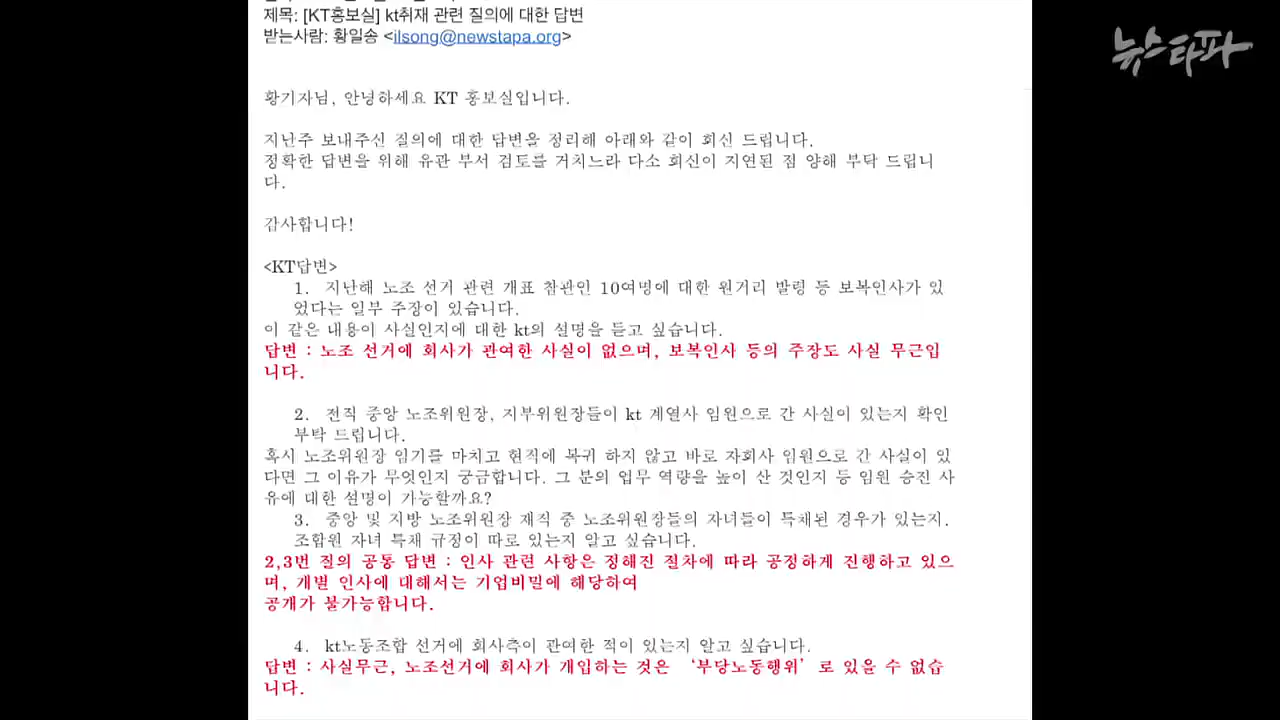 제목: [KT홍보실] kt취재 관련 질의에 대한 답변
받는사람: 황일송 <ilsong@newstapa.org>
뉴스타파
황기자님, 안녕하세요 KT 홍보실입니다.
지난주 보내주신 질의에 대한 답변을 정리해 아래와 같이 회신 드립니다.
정확한 답변을 위해 유관 부서 검토를 거치느라 다소 회신이 지연된 점 양해 부탁 드립니
다.
감사합니다!
<KT답변>
1. 지난해 노조 선거 관련 개표 참관인 10여명에 대한 원거리 발령 등 보복인사가 있
었다는 일부 주장이 있습니다.
이 같은 내용이 사실인지에 대한 kt의 설명을 듣고 싶습니다.
답변 : 노조 선거에 회사가 관여한 사실이 없으며, 보복인사 등의 주장도 사실 무근입
니다.
2. 전직 중앙 노조위원장, 지부위원장들이 kt 계열사 임원으로 간 사실이 있는지 확인
부탁 드립니다.
혹시 노조위원장 임기를 마치고 현직에 복귀 하지 않고 바로 자회사 임원으로 간 사실이 있
다면 그 이유가 무엇인지 궁금합니다. 그 분의 업무 역량을 높이 산 것인지 등 임원 승진 사
유에 대한 설명이 가능할까요?
3. 중앙 및 지방 노조위원장 재직 중 노조위원장들의 자녀들이 특채된 경우가 있는지.
조합원 자녀 특채 규정이 따로 있는지 알고 싶습니다.
2,3번 질의 공통 답변 : 인사 관련 사항은 정해진 절차에 따라 공정하게 진행하고 있으
며, 개별 인사에 대해서는 기업비밀에 해당하여
공개가 불가능합니다.
4. kt노동조합 선거에 회사측이 관여한 적이 있는지 알고 싶습니다.
답변 : 사실무근, 노조선거에 회사가 개입하는 것은 ‘부당노동행위’ 로 있을 수 없습
니다.